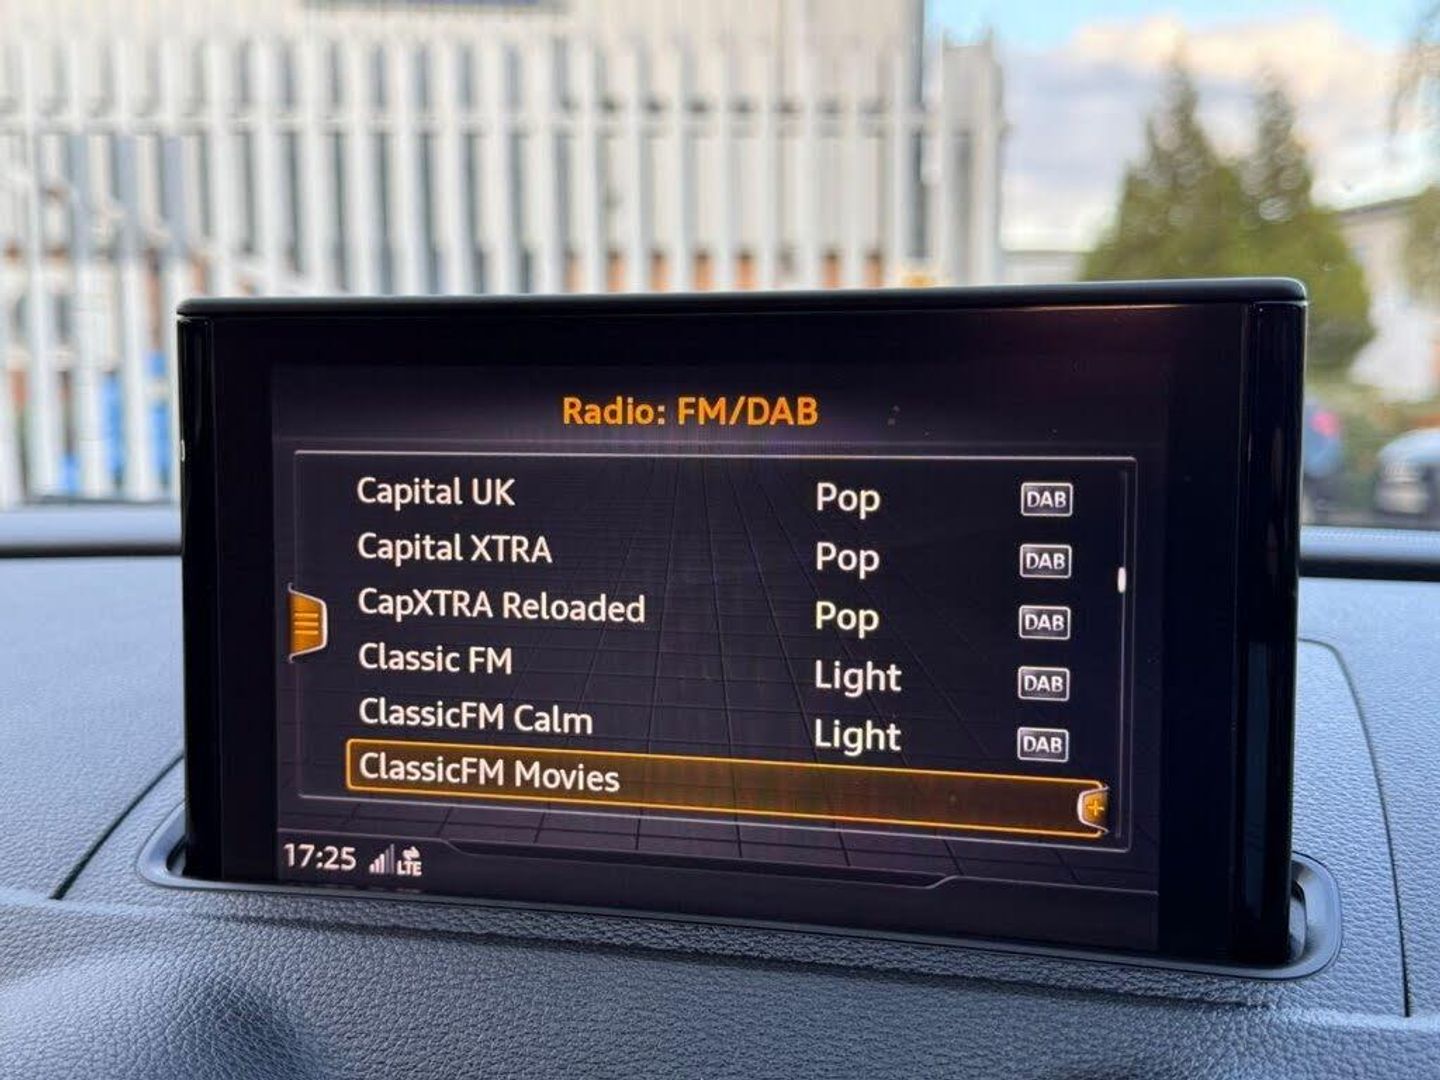 Radio: FM/DAB
Capital UK Pop DAB
Capital XTRA Pop DAB
CapXTRA Reloaded Pop DAB
Classic FM Light DAB
ClassicFM Calm Light DAB
ClassicFM Movies
17:25 LTE